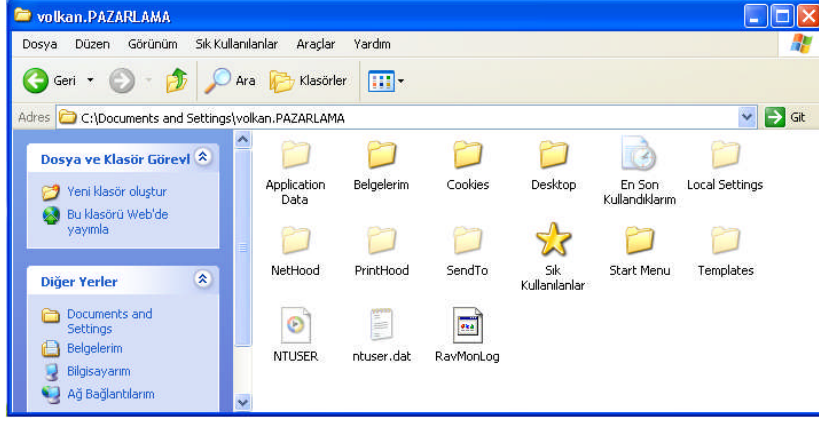 volkan.PAZARLAMA
Dosya Düzen Görünüm Sık Kullanılanlar Araçlar Yardım
Geri Ara Klasörler
Adres C:\Documents and Settings\volkan.PAZARLAMA Git
Dosya ve Klasör Görevl
Yeni klasör oluştur
Bu klasörü Web'de
yayımla
Diğer Yerler
Documents and
Settings
Belgelerim
Bilgisayarım
Ağ Bağlantılarım
Application
Data
Belgelerim
Cookies
Desktop
En Son
Kullandıklarım
Local Settings
NetHood
PrintHood
SendTo
Sık
Kullanılanlar
Start Menu
Templates
NTUSER
ntuser.dat
RavMonLog